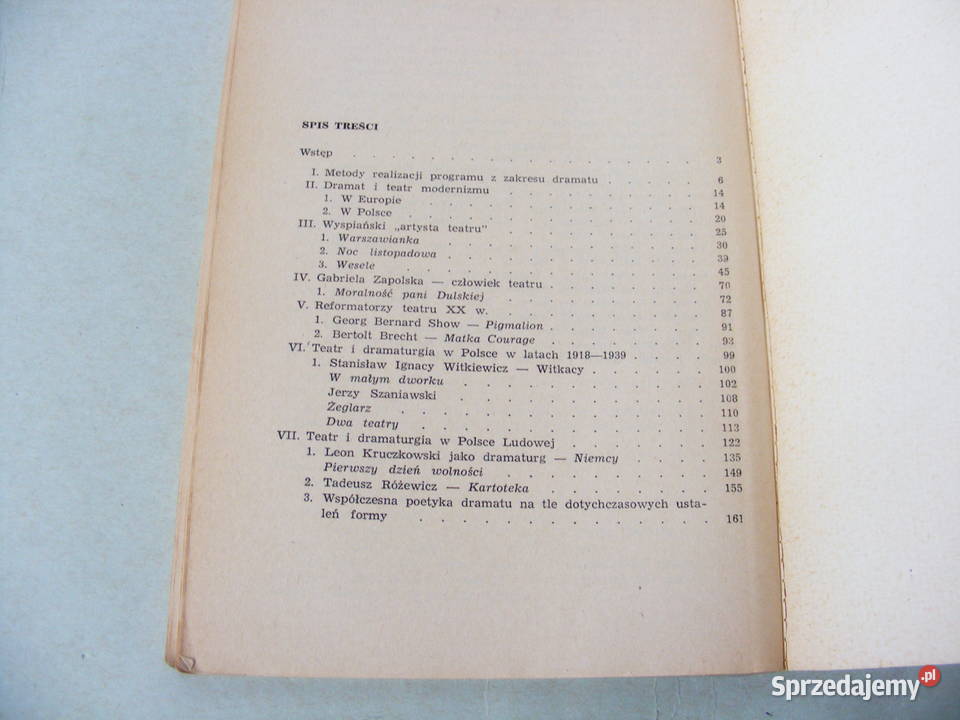 SPIS TREŚCI
Wstęp . . . . . . . . . . . . . . . 3
I. Metody realizacji programu z zakresu dramatu . . . . 6
II. Dramat i teatr modernizmu . . . . . . . . 14
1. W Europie . . . . . . . . . . . . 14
2. W Polsce . . . . . . . . . . . . 20
III. Wyspiański „artysta teatru” . . . . . . . . 25
1. Warszawianka . . . . . . . . . . . 30
2. Noc listopadowa . . . . . . . . . . . 39
3. Wesele . . . . . . . . . . . . 45
IV. Gabriela Zapolska — człowiek teatru . . . . . . 70
1. Moralność pani Dulskiej . . . . . . . . 72
V. Reformatorzy teatru XX w. . . . . . . . . 87
1. Georg Bernard Show — Pigmalion . . . . . . 91
2. Bertolt Brecht — Matka Courage . . . . . . 93
VI. Teatr i dramaturgia w Polsce w latach 1918—1939 . . . . 99
1. Stanisław Ignacy Witkiewicz — Witkacy . . . . . 100
W małym dworku . . . . . . . . . . 102
Jerzy Szaniawski . . . . . . . . . . 108
Żeglarz . . . . . . . . . . . . 110
Dwa teatry . . . . . . . . . . . 113
VII. Teatr i dramaturgia w Polsce Ludowej . . . . . . 122
1. Leon Kruczkowski jako dramaturg — Niemcy . . . . 135
Pierwszy dzień wolności . . . . . . . . 149
2. Tadeusz Różewicz — Kartoteka . . . . . . . 155
3. Współczesna poetyka dramatu na tle dotychczasowych usta-
leń formy . . . . . . . . . . . . 161
Sprzedajemy.pl